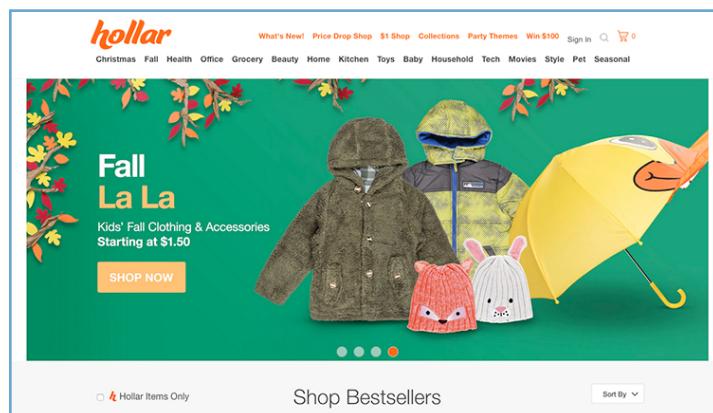 hollar
What's New! Price Drop Shop $1 Shop Collections Party Themes Win $100 Sign In 0
Christmas Fall Health Office Grocery Beauty Home Kitchen Toys Baby Household Tech Movies Style Pet Seasonal
Fall
La La
Kids' Fall Clothing & Accessories
Starting at $1.50
SHOP NOW
h Hollar Items Only
Shop Bestsellers
Sort By